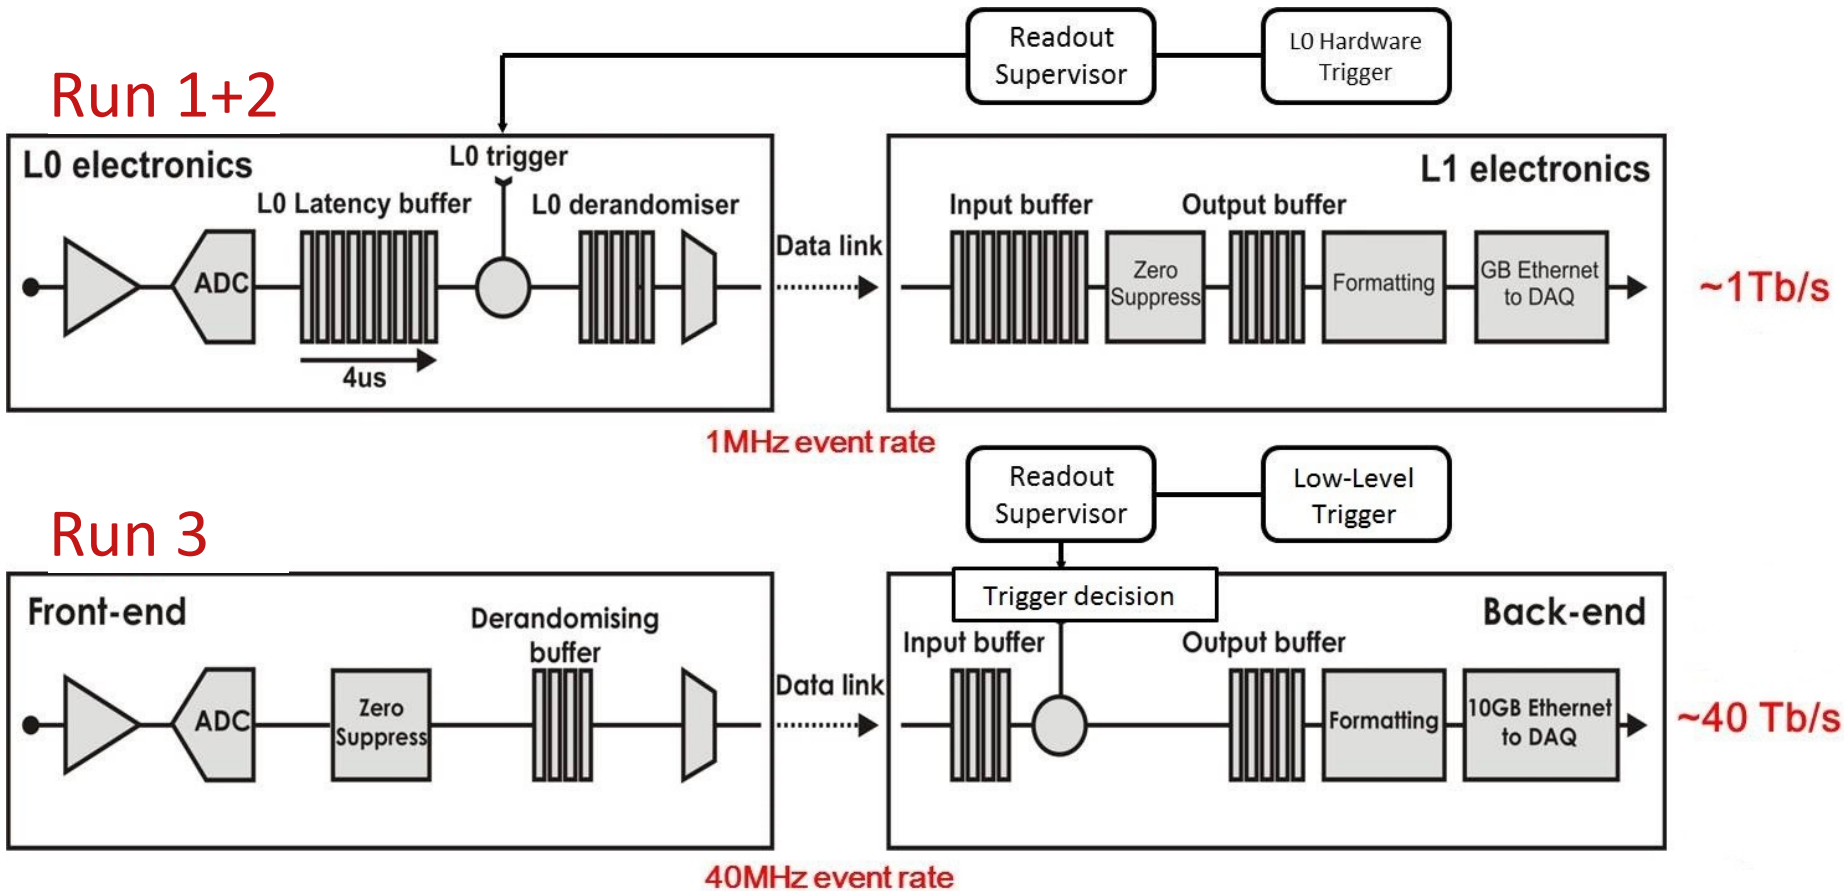 Run 1+2
Readout
Supervisor
L0 Hardware
Trigger
L0 electronics
L0 trigger
L0 Latency buffer
L0 derandomiser
ADC
4us
Data link
L1 electronics
Input buffer
Output buffer
Zero
Suppress
Formatting
GB Ethernet
to DAQ
~1Tb/s
1MHz event rate
Run 3
Readout
Supervisor
Low-Level
Trigger
Front-end
Derandomising
buffer
ADC
Zero
Suppress
Data link
Trigger decision
Back-end
Input buffer
Output buffer
Formatting
10GB Ethernet
to DAQ
~40 Tb/s
40MHz event rate